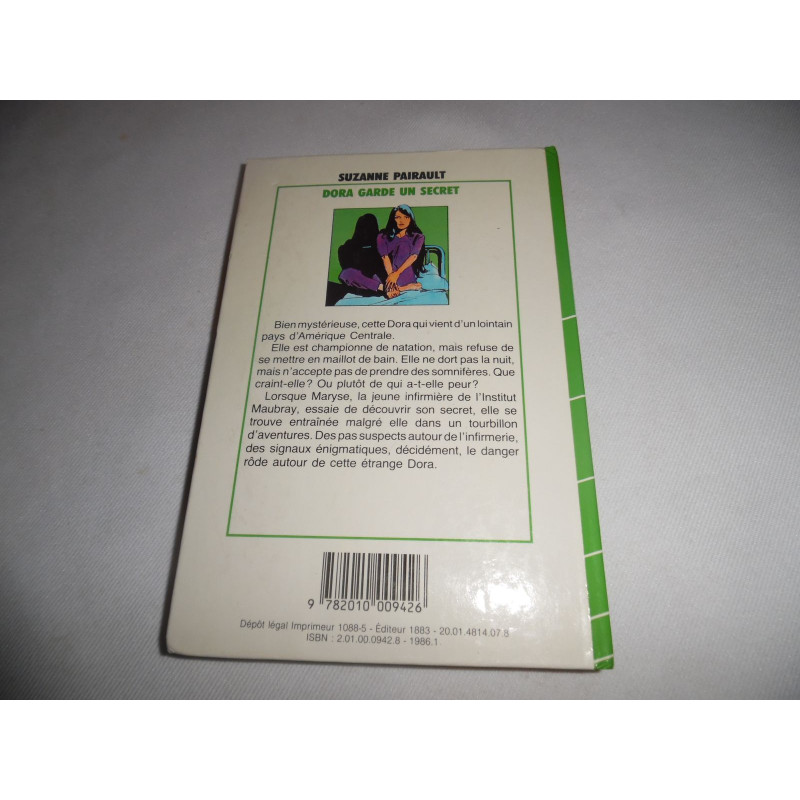 SUZANNE PAIRAULT
DORA GARDE UN SECRET
Bien mystérieuse, cette Dora qui vient d'un lointain
pays d'Amérique Centrale.
Elle est championne de natation, mais refuse de
se mettre en maillot de bain. Elle ne dort pas la nuit,
mais n'accepte pas de prendre des somnifères. Que
craint-elle ? Ou plutôt de qui a-t-elle peur ?
Lorsque Maryse, la jeune infirmière de l'Institut
Maubray, essaie de découvrir son secret, elle se
trouve entraînée malgré elle dans un tourbillon
d'aventures. Des pas suspects autour de l'infirmerie,
des signaux énigmatiques, décidément, le danger
rôde autour de cette étrange Dora.
9 782010 009426
Dépôt légal Imprimeur 1088-5 - Éditeur 1883 - 20.01.4814.07.8
ISBN : 2.01.00.0942.8 - 1986.1